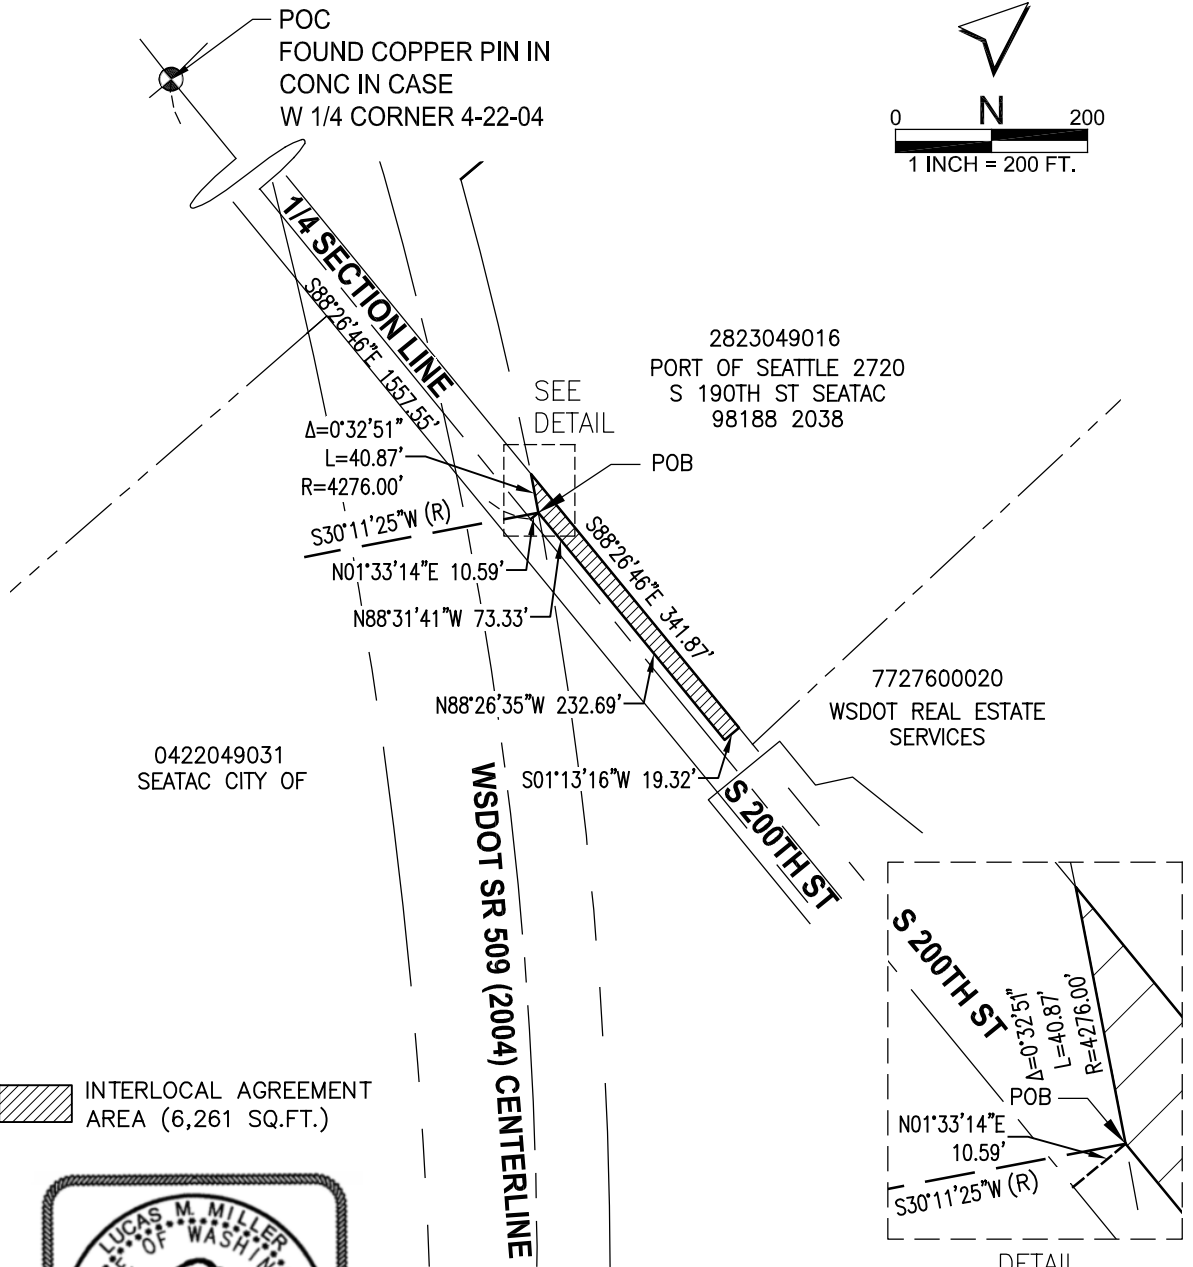 POC
FOUND COPPER PIN IN
CONC IN CASE
W 1/4 CORNER 4-22-04
N
0 200
1 INCH = 200 FT.
1/4 SECTION LINE
S88°26'46"E 1557.55'
2823049016
PORT OF SEATTLE 2720
S 190TH ST SEATAC
98188 2038
SEE
DETAIL
Δ=0°32'51"
L=40.87'
R=4276.00'
POB
S30°11'25"W (R)
N01°33'14"E 10.59'
S88°26'46"E 341.87'
N88°31'41"W 73.33'
N88°26'35"W 232.69'
7727600020
WSDOT REAL ESTATE
SERVICES
0422049031
SEATAC CITY OF
S01°13'16"W 19.32'
S 200TH ST
WSDOT SR 509 (2004) CENTERLINE
S 200TH ST
Δ=0°32'51"
L=40.87'
R=4276.00'
POB
N01°33'14"E
10.59'
S30°11'25"W (R)
DETAIL
INTERLOCAL AGREEMENT
AREA (6,261 SQ.FT.)
LUCAS M. MILLER
OF WASHIN